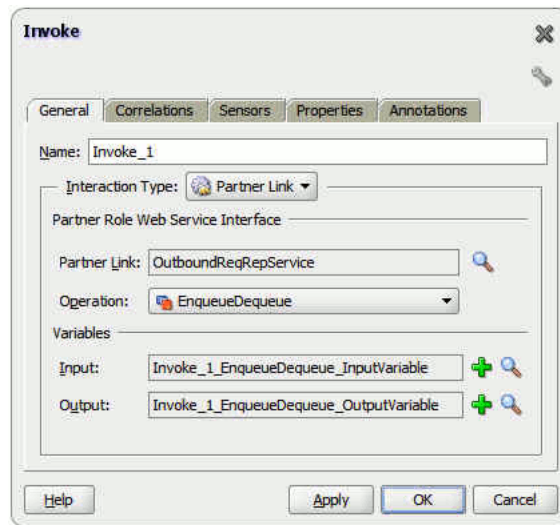 Invoke
General Correlations Sensors Properties Annotations
Name: Invoke_1
Interaction Type: Partner Link
Partner Role Web Service Interface
Partner Link: OutboundReqRepService
Operation: EnqueueDequeue
Variables
Input: Invoke_1_EnqueueDequeue_InputVariable
Output: Invoke_1_EnqueueDequeue_OutputVariable
Help Apply OK Cancel